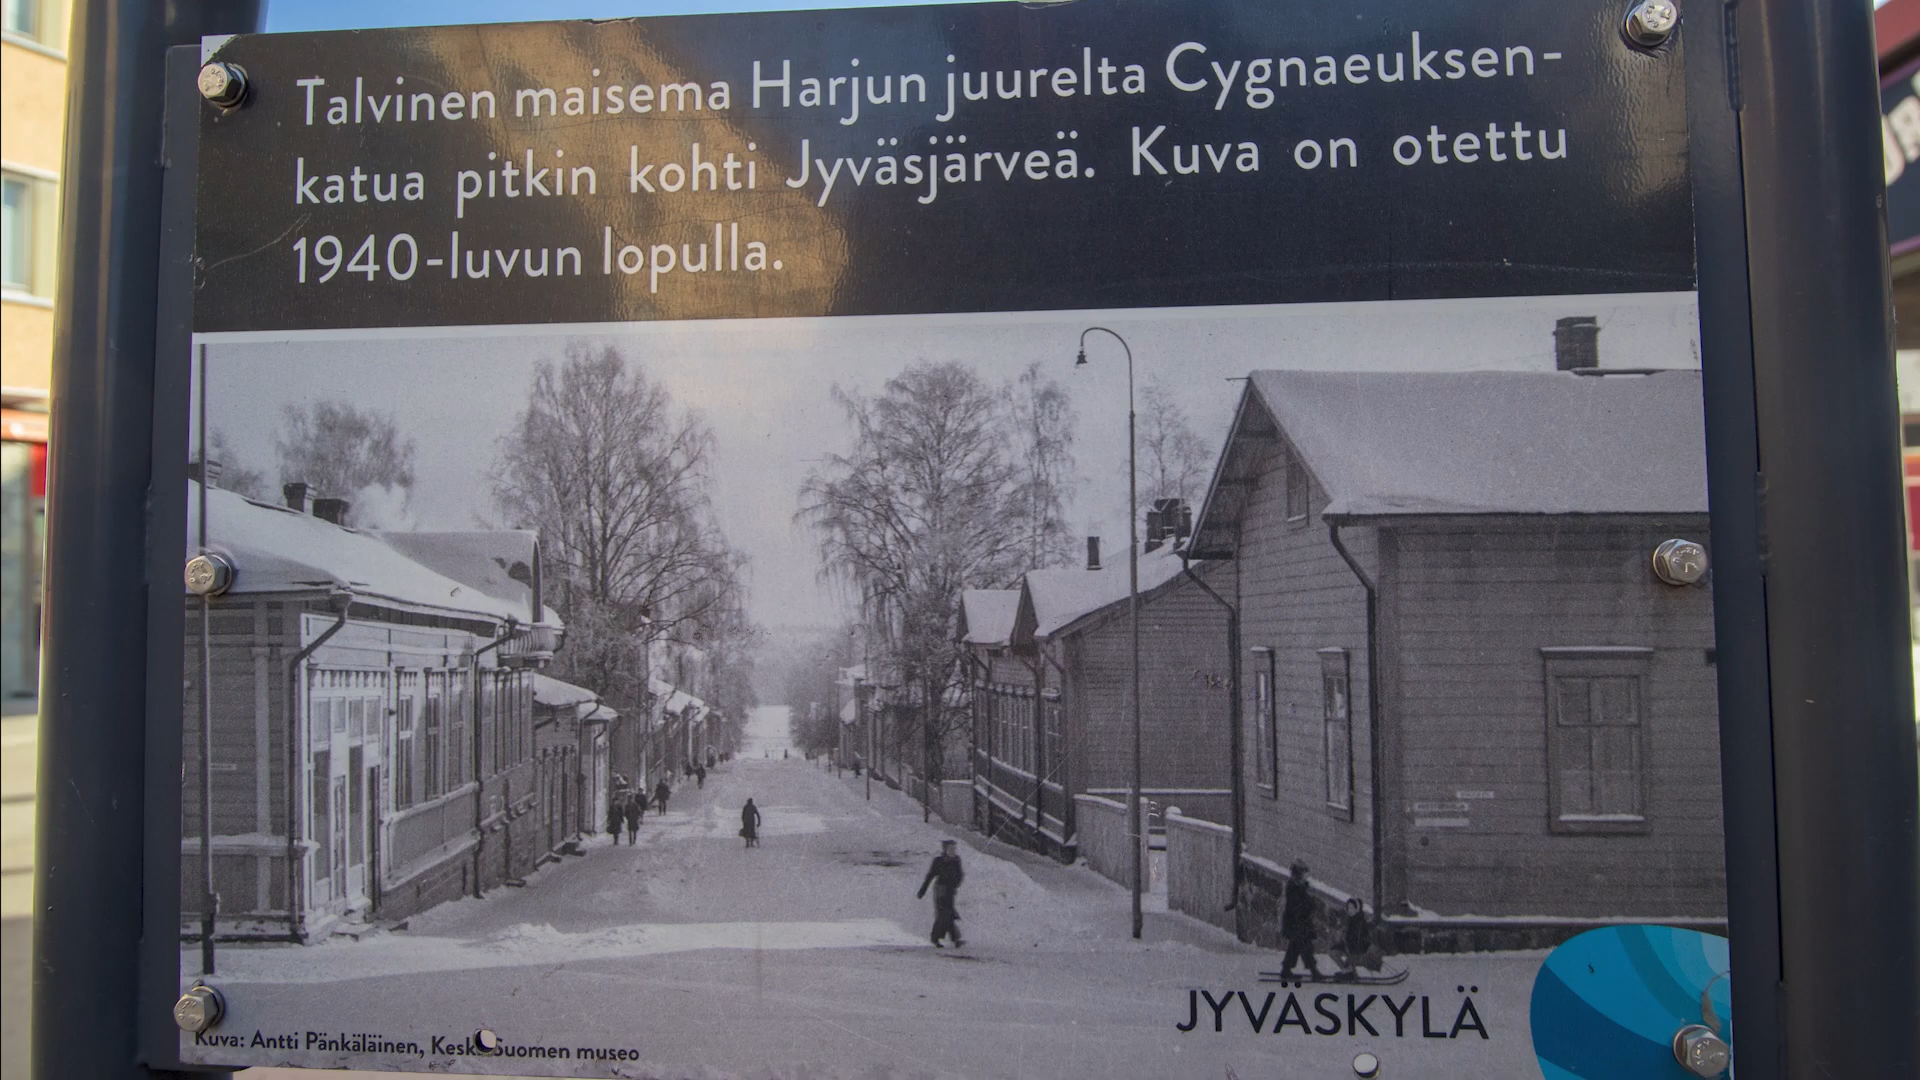 Talvinen maisema Harjun juurelta Cygnaeuksen-
katua pitkin kohti Jyväsjärveä. Kuva on otettu
1940-luvun lopulla.
JYVÄSKYLÄ
Kuva: Antti Pänkäläinen, Keski-Suomen museo